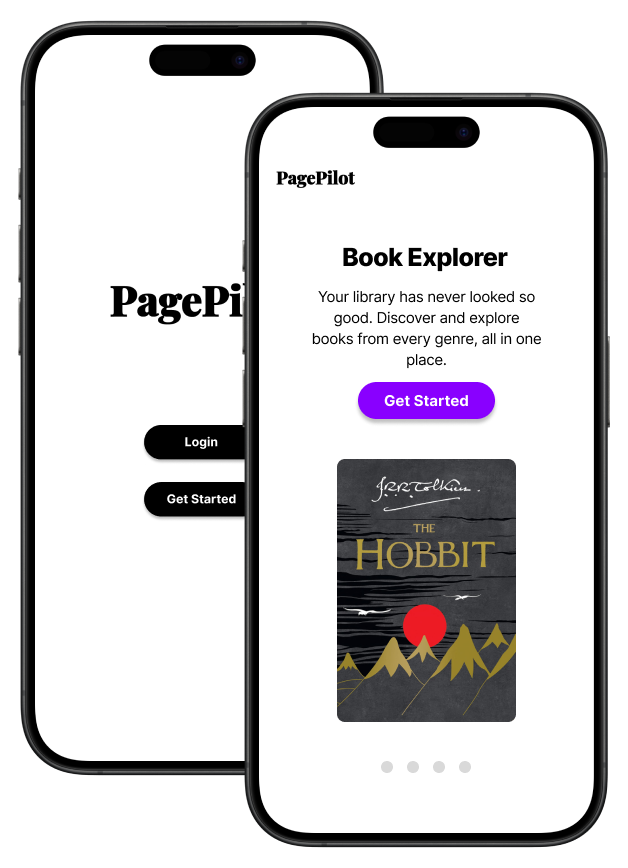 PagePi
Login
Get Started
PagePilot
Book Explorer
Your library has never looked so
good. Discover and explore
books from every genre, all in one
place.
Get Started
J.R.R. Tolkien.
THE
HOBBIT